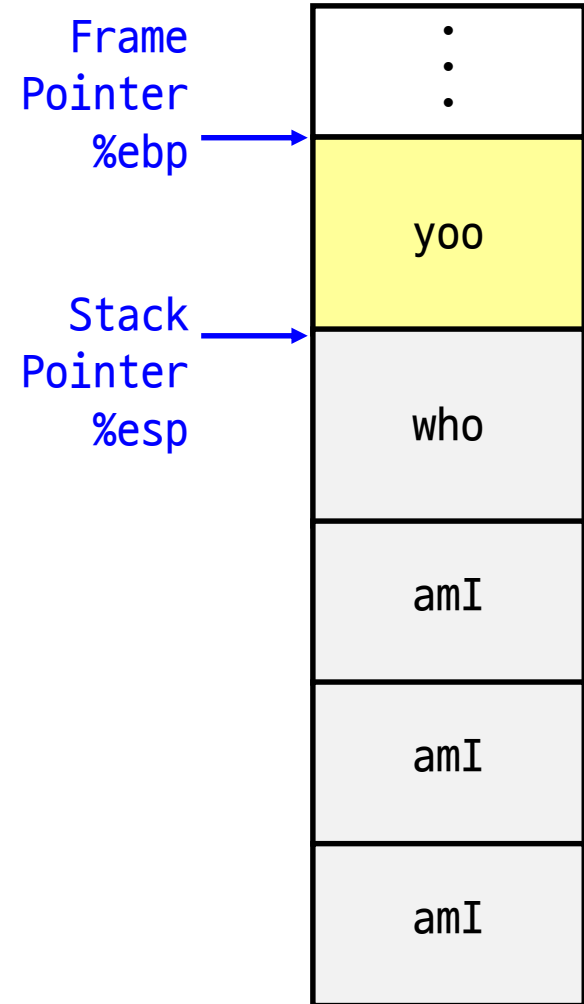 Frame
Pointer
%ebp
Stack
Pointer
%esp
•
•
•
yoo
who
amI
amI
amI